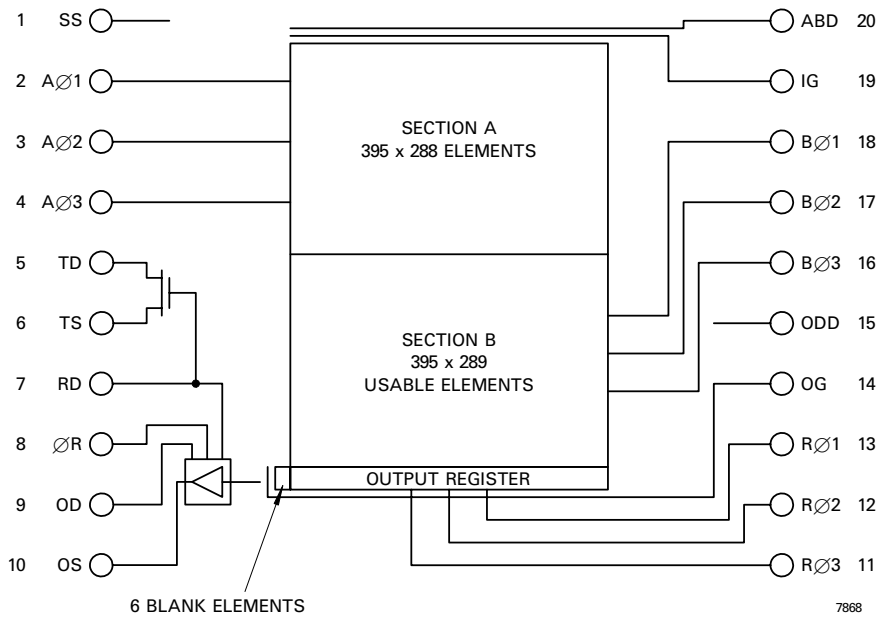 1 SS
ABD 20
2 A∅1
IG 19
SECTION A
395 x 288 ELEMENTS
3 A∅2
B∅1 18
4 A∅3
B∅2 17
5 TD
B∅3 16
6 TS
ODD 15
SECTION B
395 x 289
USABLE ELEMENTS
7 RD
OG 14
8 ∅R
R∅1 13
OUTPUT REGISTER
9 OD
R∅2 12
10 OS
R∅3 11
6 BLANK ELEMENTS
7868